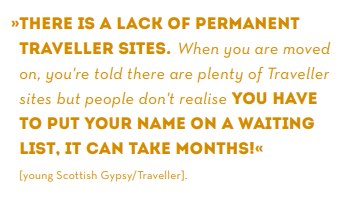 »THERE IS A LACK OF PERMANENT
TRAVELLER SITES. When you are moved
on, you're told there are plenty of Traveller
sites but people don't realise YOU HAVE
TO PUT YOUR NAME ON A WAITING
LIST, IT CAN TAKE MONTHS!«
[young Scottish Gypsy/Traveller].